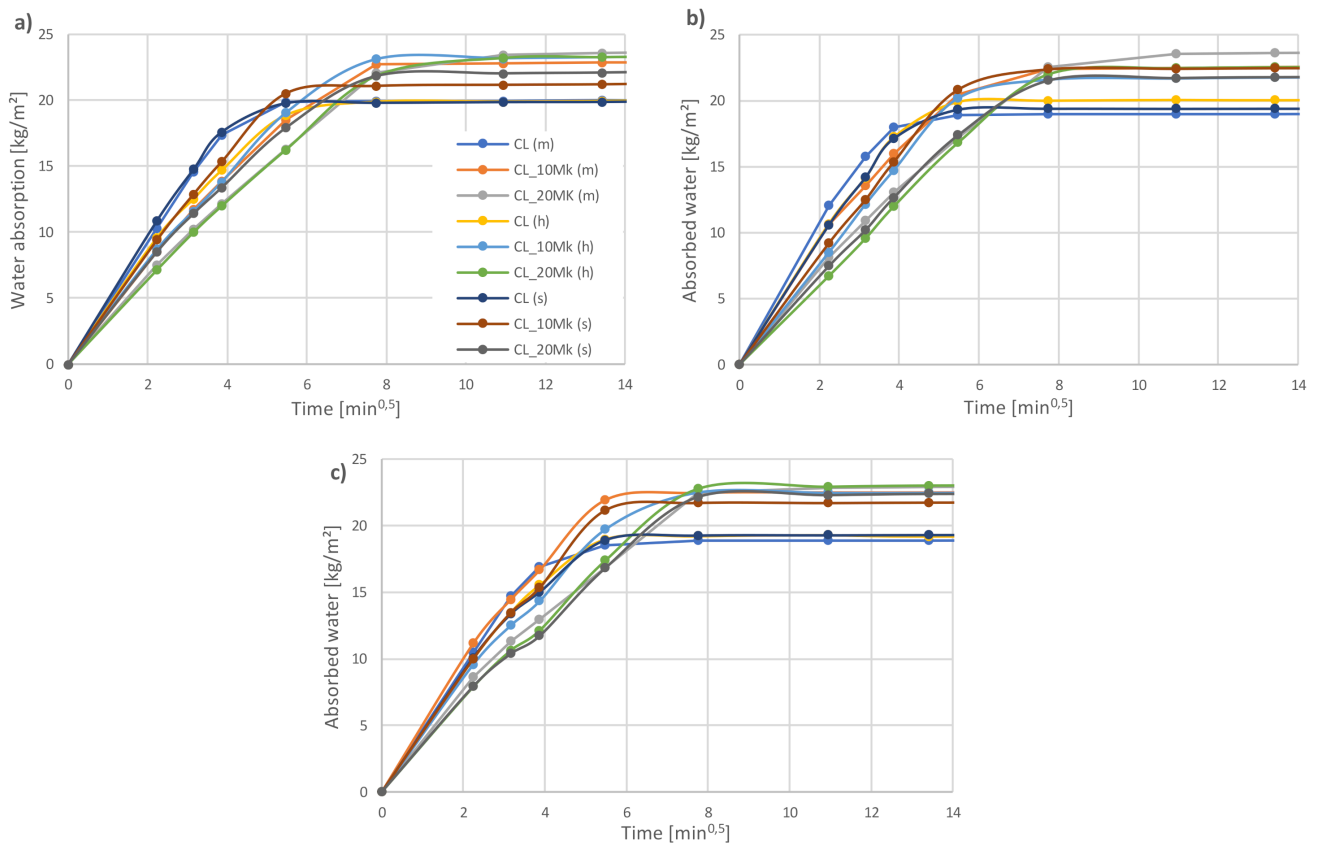 a)
Water absorption [kg/m²]
25
20
15
10
5
0
0 2 4 6 8 10 12 14
Time [min0,5]
CL (m)
CL_10Mk (m)
CL_20MK (m)
CL (h)
CL_10Mk (h)
CL_20Mk (h)
CL (s)
CL_10Mk (s)
CL_20Mk (s)
b)
Absorbed water [kg/m²]
25
20
15
10
5
0
0 2 4 6 8 10 12 14
Time [min0,5]
c)
Absorbed water [kg/m²]
25
20
15
10
5
0
0 2 4 6 8 10 12 14
Time [min0,5]